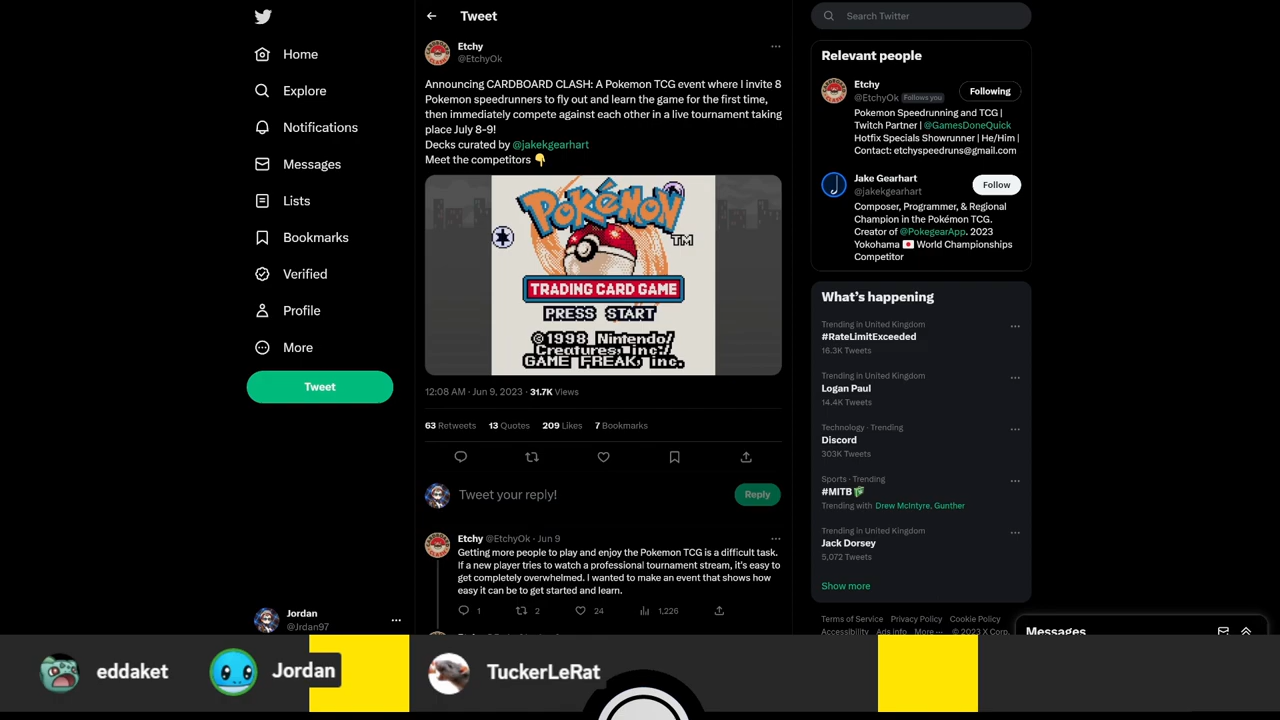 Home
Explore
Notifications
Messages
Lists
Bookmarks
Verified
Profile
More
Tweet
Jordan
@Jrdan97
Tweet
Etchy
@EtchyOk
Announcing CARDBOARD CLASH: A Pokemon TCG event where I invite 8
Pokemon speedrunners to fly out and learn the game for the first time,
then immediately compete against each other in a live tournament taking
place July 8-9!
Decks curated by @jakekgearhart
Meet the competitors 👇
POKéMON
TM
TRADING CARD GAME
PRESS START
©1998 Nintendo/
Creatures inc./
GAME FREAK inc.
12:08 AM · Jun 9, 2023 · 31.7K Views
63 Retweets 13 Quotes 209 Likes 7 Bookmarks
Tweet your reply!
Reply
Etchy @EtchyOk · Jun 9
Getting more people to play and enjoy the Pokemon TCG is a difficult task.
If a new player tries to watch a professional tournament stream, it's easy to
get completely overwhelmed. I wanted to make an event that shows how
easy it can be to get started and learn.
1 2 24 1,226
Search Twitter
Relevant people
Etchy
@EtchyOk Follows you
Following
Pokemon Speedrunning and TCG |
Twitch Partner | @GamesDoneQuick
Hotfix Specials Showrunner | He/Him |
Contact: etchyspeedruns@gmail.com
Jake Gearhart
@jakekgearhart
Follow
Composer, Programmer, & Regional
Champion in the Pokémon TCG.
Creator of @PokegearApp. 2023
Yokohama 🇯🇵 World Championships
Competitor
What's happening
Trending in United Kingdom
#RateLimitExceeded
16.3K Tweets
Trending in United Kingdom
Logan Paul
14.4K Tweets
Technology · Trending
Discord
303K Tweets
Sports · Trending
#MITB
Trending with Drew McIntyre, Gunther
Trending in United Kingdom
Jack Dorsey
5,072 Tweets
Show more
Terms of Service Privacy Policy Cookie Policy
Accessibility Ads info More ··· © 2023 X Corp.
Messages
eddaket
Jordan
TuckerLeRat